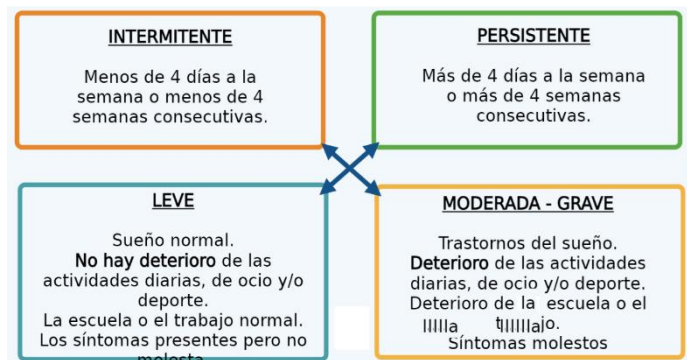 INTERMITENTE
Menos de 4 días a la
semana o menos de 4
semanas consecutivas.
PERSISTENTE
Más de 4 días a la semana
o más de 4 semanas
consecutivas.
LEVE
Sueño normal.
No hay deterioro de las
actividades diarias, de ocio y/o
deporte.
La escuela o el trabajo normal.
Los síntomas presentes pero no
molesta
MODERADA - GRAVE
Trastornos del sueño.
Deterioro de las actividades
diarias, de ocio y/o deporte.
Deterioro de la escuela o el
Síntomas molestos